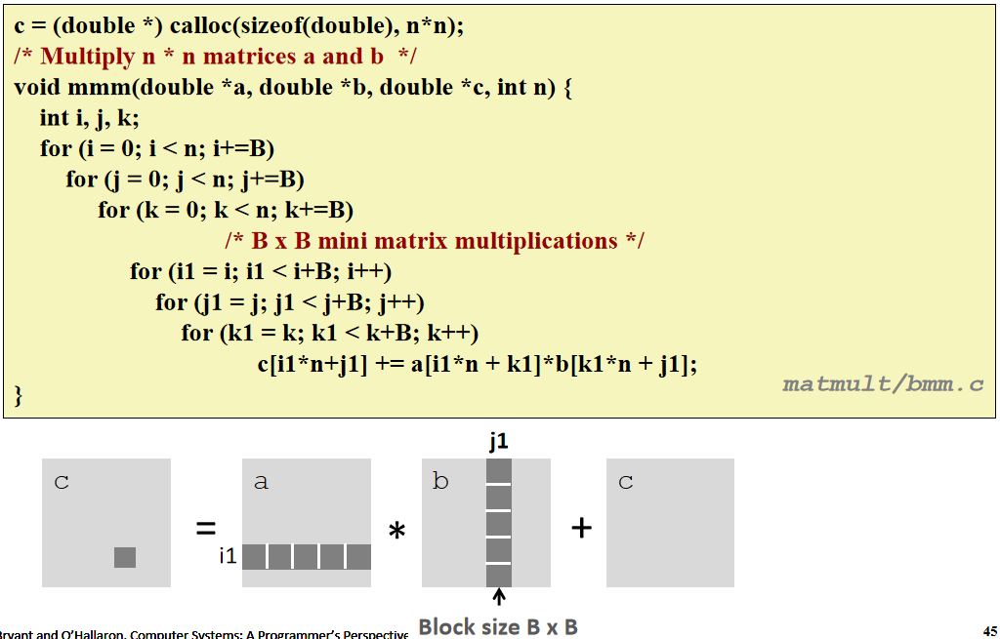 c = (double *) calloc(sizeof(double), n*n);
/* Multiply n * n matrices a and b  */
void mmm(double *a, double *b, double *c, int n) {
    int i, j, k;
    for (i = 0; i < n; i+=B)
        for (j = 0; j < n; j+=B)
            for (k = 0; k < n; k+=B)
                /* B x B mini matrix multiplications */
                for (i1 = i; i1 < i+B; i++)
                    for (j1 = j; j1 < j+B; j++)
                        for (k1 = k; k1 < k+B; k++)
                            c[i1*n+j1] += a[i1*n + k1]*b[k1*n + j1];
matmult/bmm.c
}
j1
c = a * b + c
i1
Block size B x B
Bryant and O'Hallaron, Computer Systems: A Programmer's Perspective
45